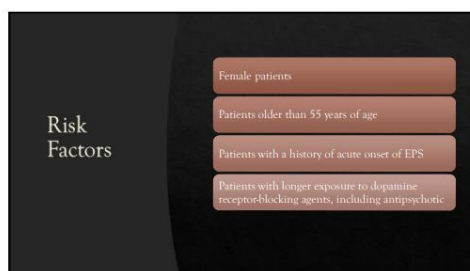 Risk
Factors
Female patients
Patients older than 55 years of age
Patients with a history of acute onset of EPS
Patients with longer exposure to dopamine
receptor-blocking agents, including antipsychotic